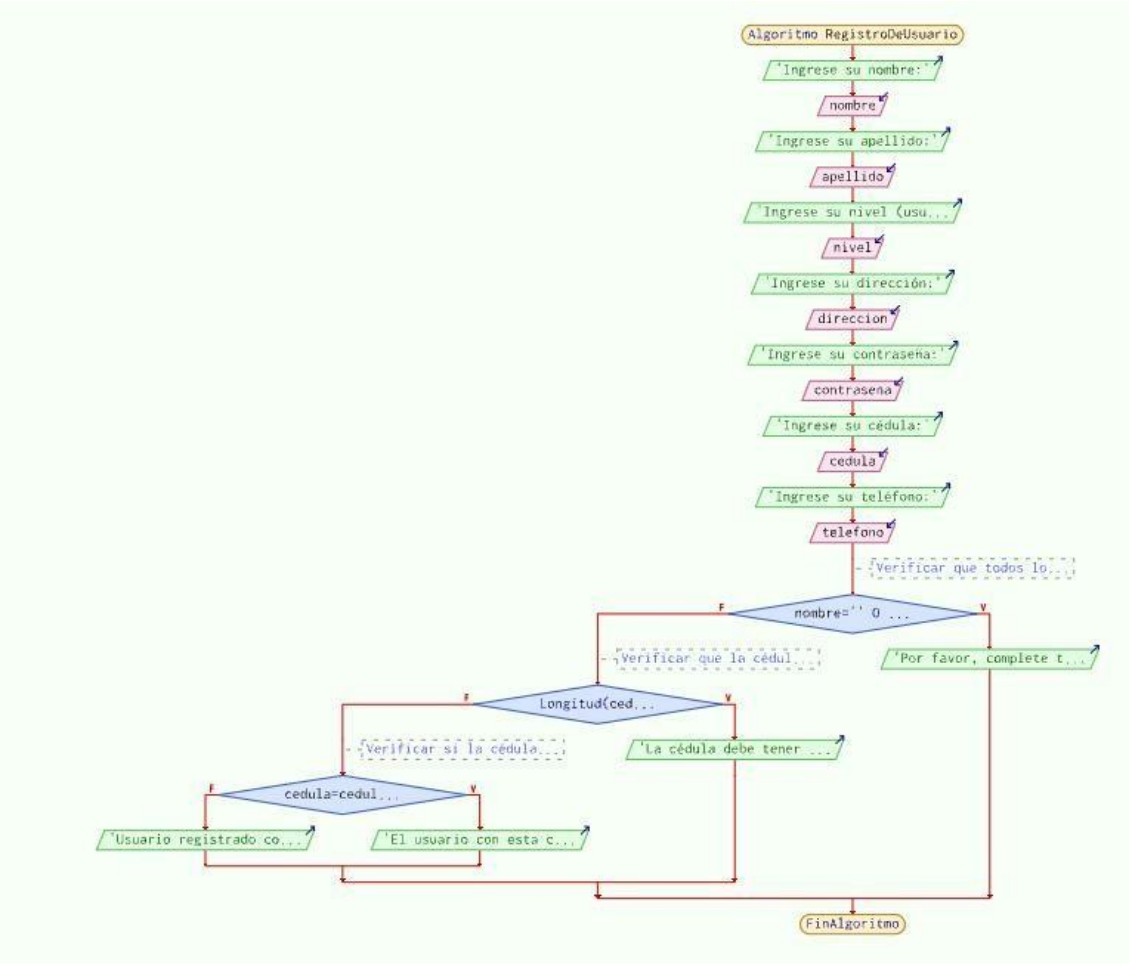 Algoritmo RegistroDeUsuario
'Ingrese su nombre:'
nombre
'Ingrese su apellido:'
apellido
'Ingrese su nivel (usu...
nivel
'Ingrese su dirección:'
direccion
'Ingrese su contraseña:'
contrasena
'Ingrese su cédula:'
cedula
'Ingrese su teléfono:'
telefono
Verificar que todos lo...
F
nombre='' O ...
V
Verificar que la cédul...
'Por favor, complete t...
F
Longitud(ced...
V
Verificar si la cédula...
'La cédula debe tener ...
F
cedula=cedul...
V
'Usuario registrado co...
'El usuario con esta c...
FinAlgoritmo